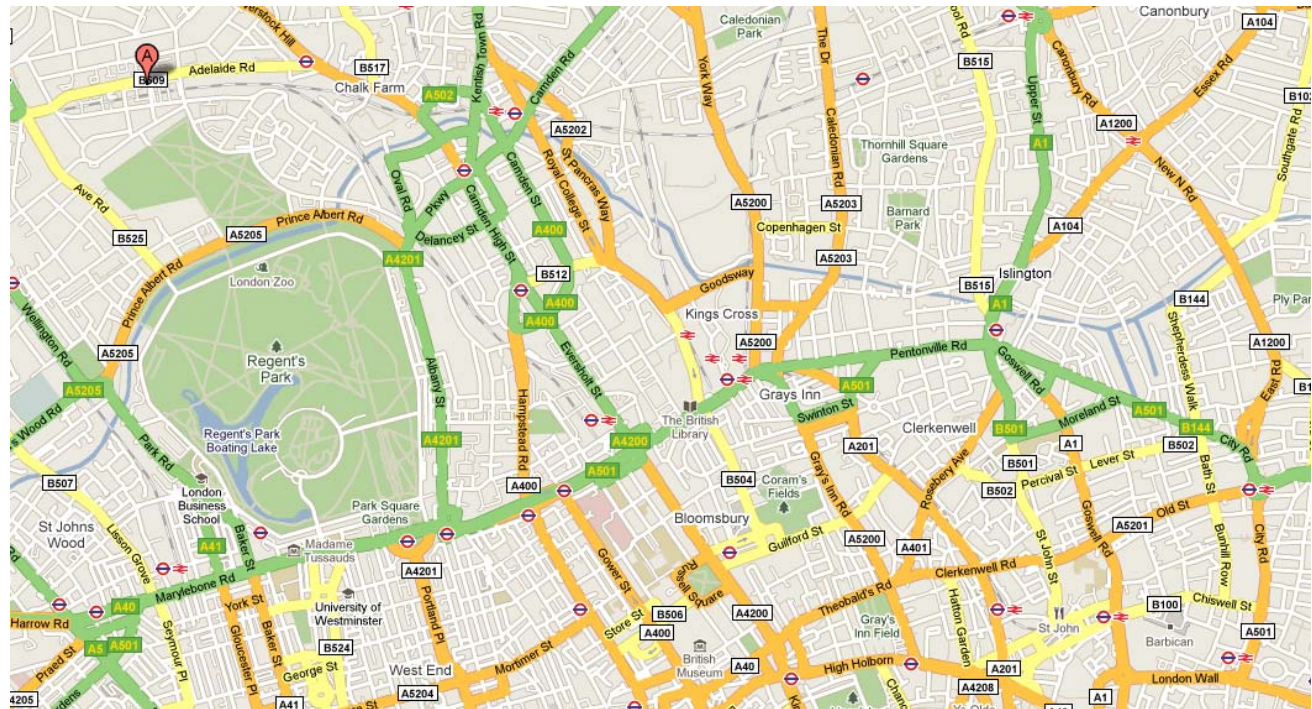 Caledonian Park
Canonbury
A104
B515
A
B509
Adelaide Rd
Haverstock Hill
B517
Chalk Farm
A502
Kentish Town Rd
Camden Rd
York Way
The Dr
Caledonian Rd
Upper St
Canonbury Rd
Essex Rd
A1200
B102
Southgate Rd
A5202
St Pancras Way
Royal College St
Camden St
Thornhill Square Gardens
A1
New N Rd
Ave Rd
B525
Oval Rd
Pkwy
Delancey St
Camden High St
A400
A5200
A5203
Barnard Park
Copenhagen St
A104
Prince Albert Rd
A5205
London Zoo
A4201
B512
A5203
Islington
B515
A1
B144
Prince Albert Rd
Wellington Rd
A5205
A5205
Regent's Park
A400
A400
Goodsway
Kings Cross
A5200
Pentonville Rd
A501
Shepherdess Walk
A1200
East Rd
Albany St
Hampstead Rd
Eversholt St
Grays Inn
Swinton St
Goswell Rd
Moreland St
A501
B144
City Rd
Park Rd
Regent's Park Boating Lake
A4201
A4200
The British Library
A501
A201
Clerkenwell
B501
A1
B502
Bath St
B507
London Business School
Park Square Gardens
A400
B504
Coram's Fields
Gray's Inn Rd
Rosebery Ave
B501
B502
Percival St
Lever St
St Johns Wood
Lisson Grove
A41
Baker St
Madame Tussauds
Bloomsbury
Guilford St
A5200
A401
St John St
Goswell Rd
A5201
Old St
City Rd
Bunhill Row
Marylebone Rd
A4201
Portland Pl
Gower St
Russell Square
Clerkenwell Rd
A40
Harrow Rd
A5
A501
York St
University of Westminster
Store St
B506
A4200
Theobald's Rd
Hatton Garden
St John
B100
Chiswell St
Praed St
Seymour Pl
Gloucester Pl
Baker St
B524
George St
A400
British Museum
Gray's Inn Field
Barbican
A501
West End
Mortimer St
A40
High Holborn
A201
London Wall
A4205
A41
A5204
A4208
A1